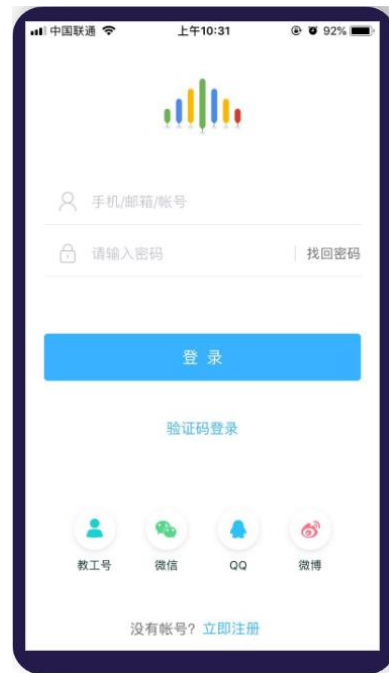 中国联通 上午10:31 92%
手机/邮箱/帐号
请输入密码 找回密码
登 录
验证码登录
教工号 微信 QQ 微博
没有帐号? 立即注册